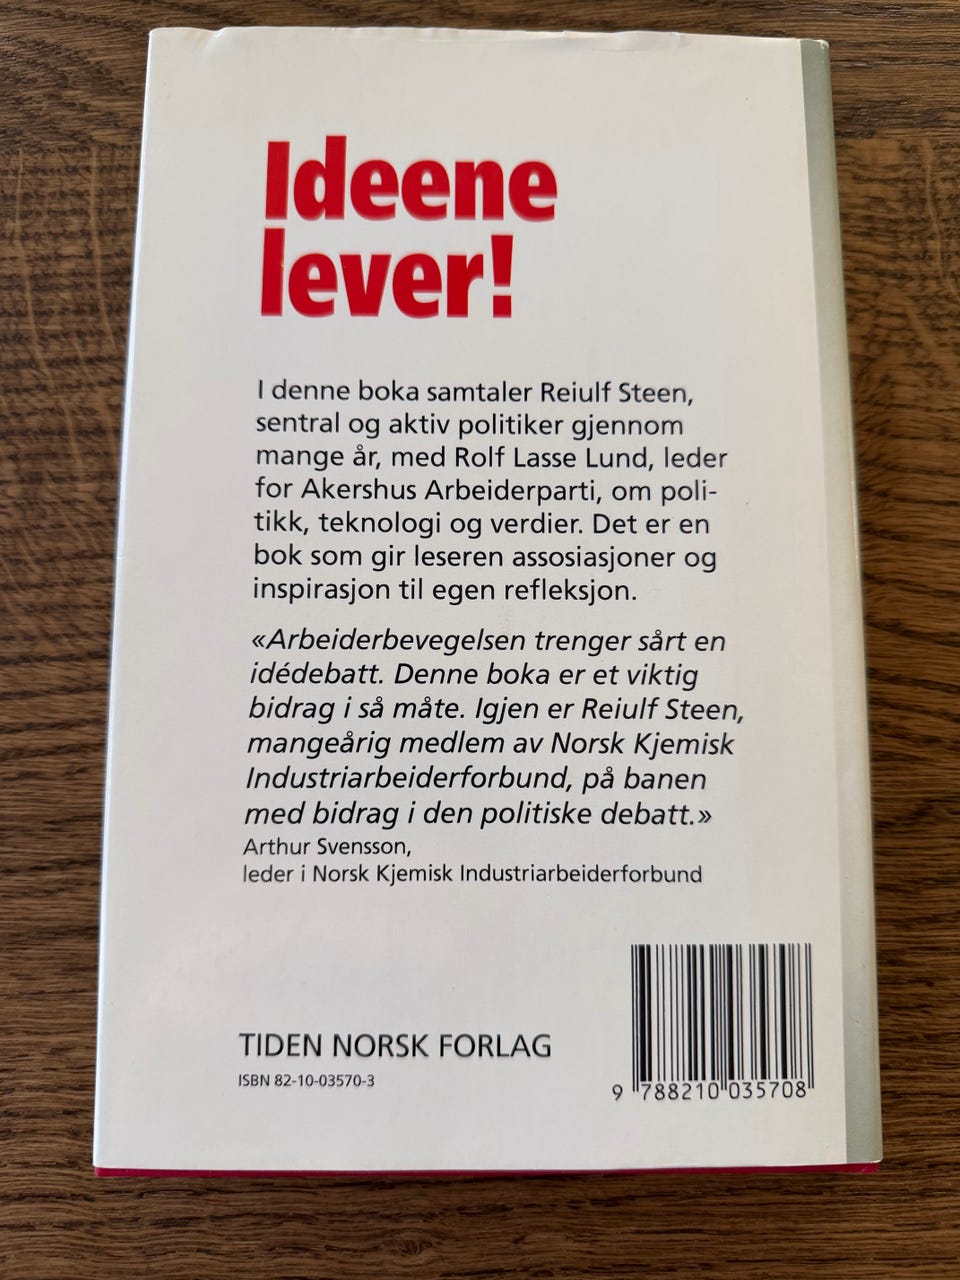 Ideene
lever!
I denne boka samtaler Reiulf Steen,
sentral og aktiv politiker gjennom
mange år, med Rolf Lasse Lund, leder
for Akershus Arbeiderparti, om poli-
tikk, teknologi og verdier. Det er en
bok som gir leseren assosiasjoner og
inspirasjon til egen refleksjon.
«Arbeiderbevegelsen trenger sårt en
idédebatt. Denne boka er et viktig
bidrag i så måte. Igjen er Reiulf Steen,
mangeårig medlem av Norsk Kjemisk
Industriarbeiderforbund, på banen
med bidrag i den politiske debatt.»
Arthur Svensson,
leder i Norsk Kjemisk Industriarbeiderforbund
TIDEN NORSK FORLAG
ISBN 82-10-03570-3
9 788210 035708